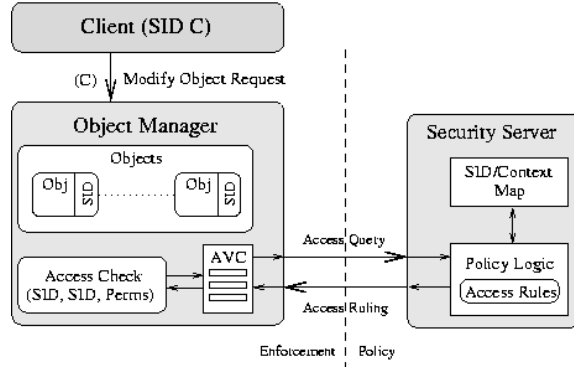 Client (SID C)
(C) Modify Object Request
Object Manager
Objects
Obj SID
Obj SID
Access Check
(SID, SID, Perms)
AVC
Access Query
Access Ruling
Security Server
SID/Context
Map
Policy Logic
Access Rules
Enforcement
Policy